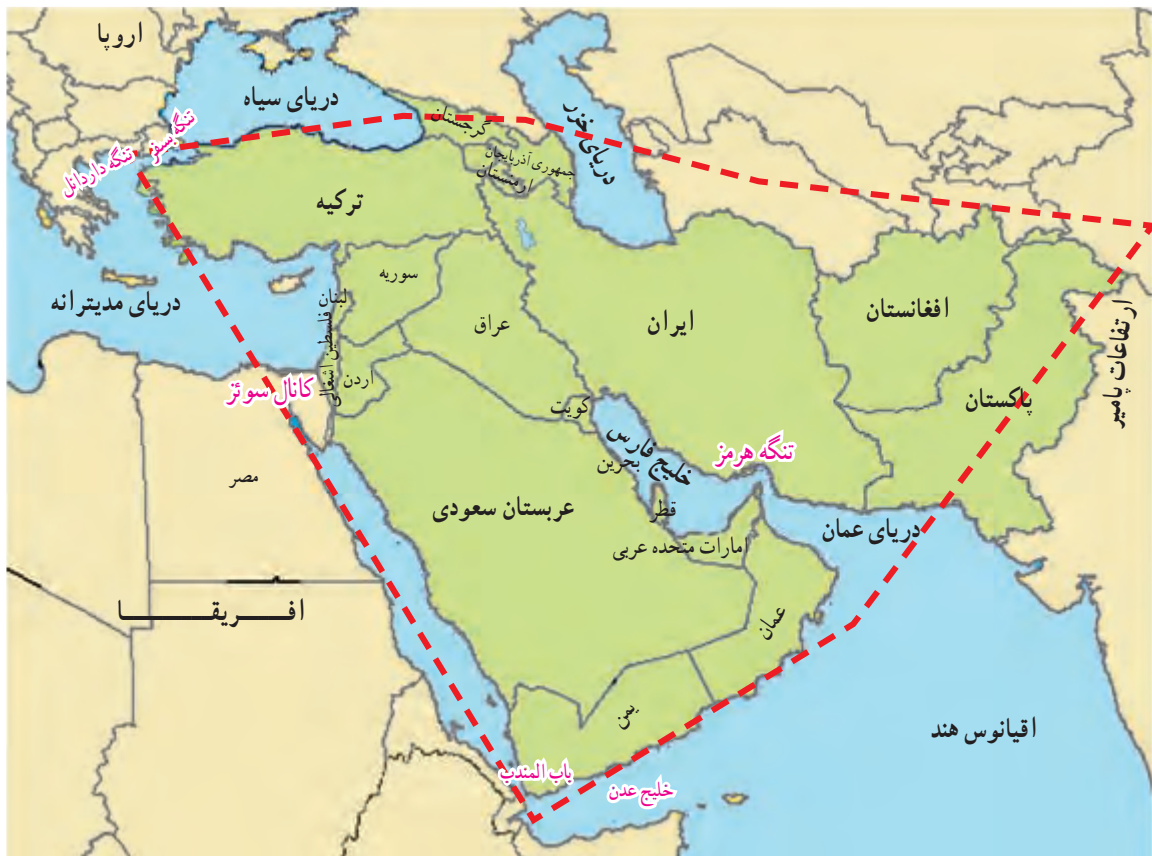 اروپا
دریای سیاه
تنگه بسفر
تنگه داردانل
گرجستان
دریای خزر
جمهوری آذربایجان
ارمنستان
ترکیه
دریای مدیترانه
سوریه
لبنان
فلسطین اشغالی
عراق
ایران
افغانستان
ارتفاعات پامیر
کانال سوئز
اردن
پاکستان
کویت
خلیج فارس
تنگه هرمز
بحرین
مصر
قطر
عربستان سعودی
دریای عمان
امارات متحده عربی
افـــریقـــــا
عمان
یمن
اقیانوس هند
باب المندب
خلیج عدن